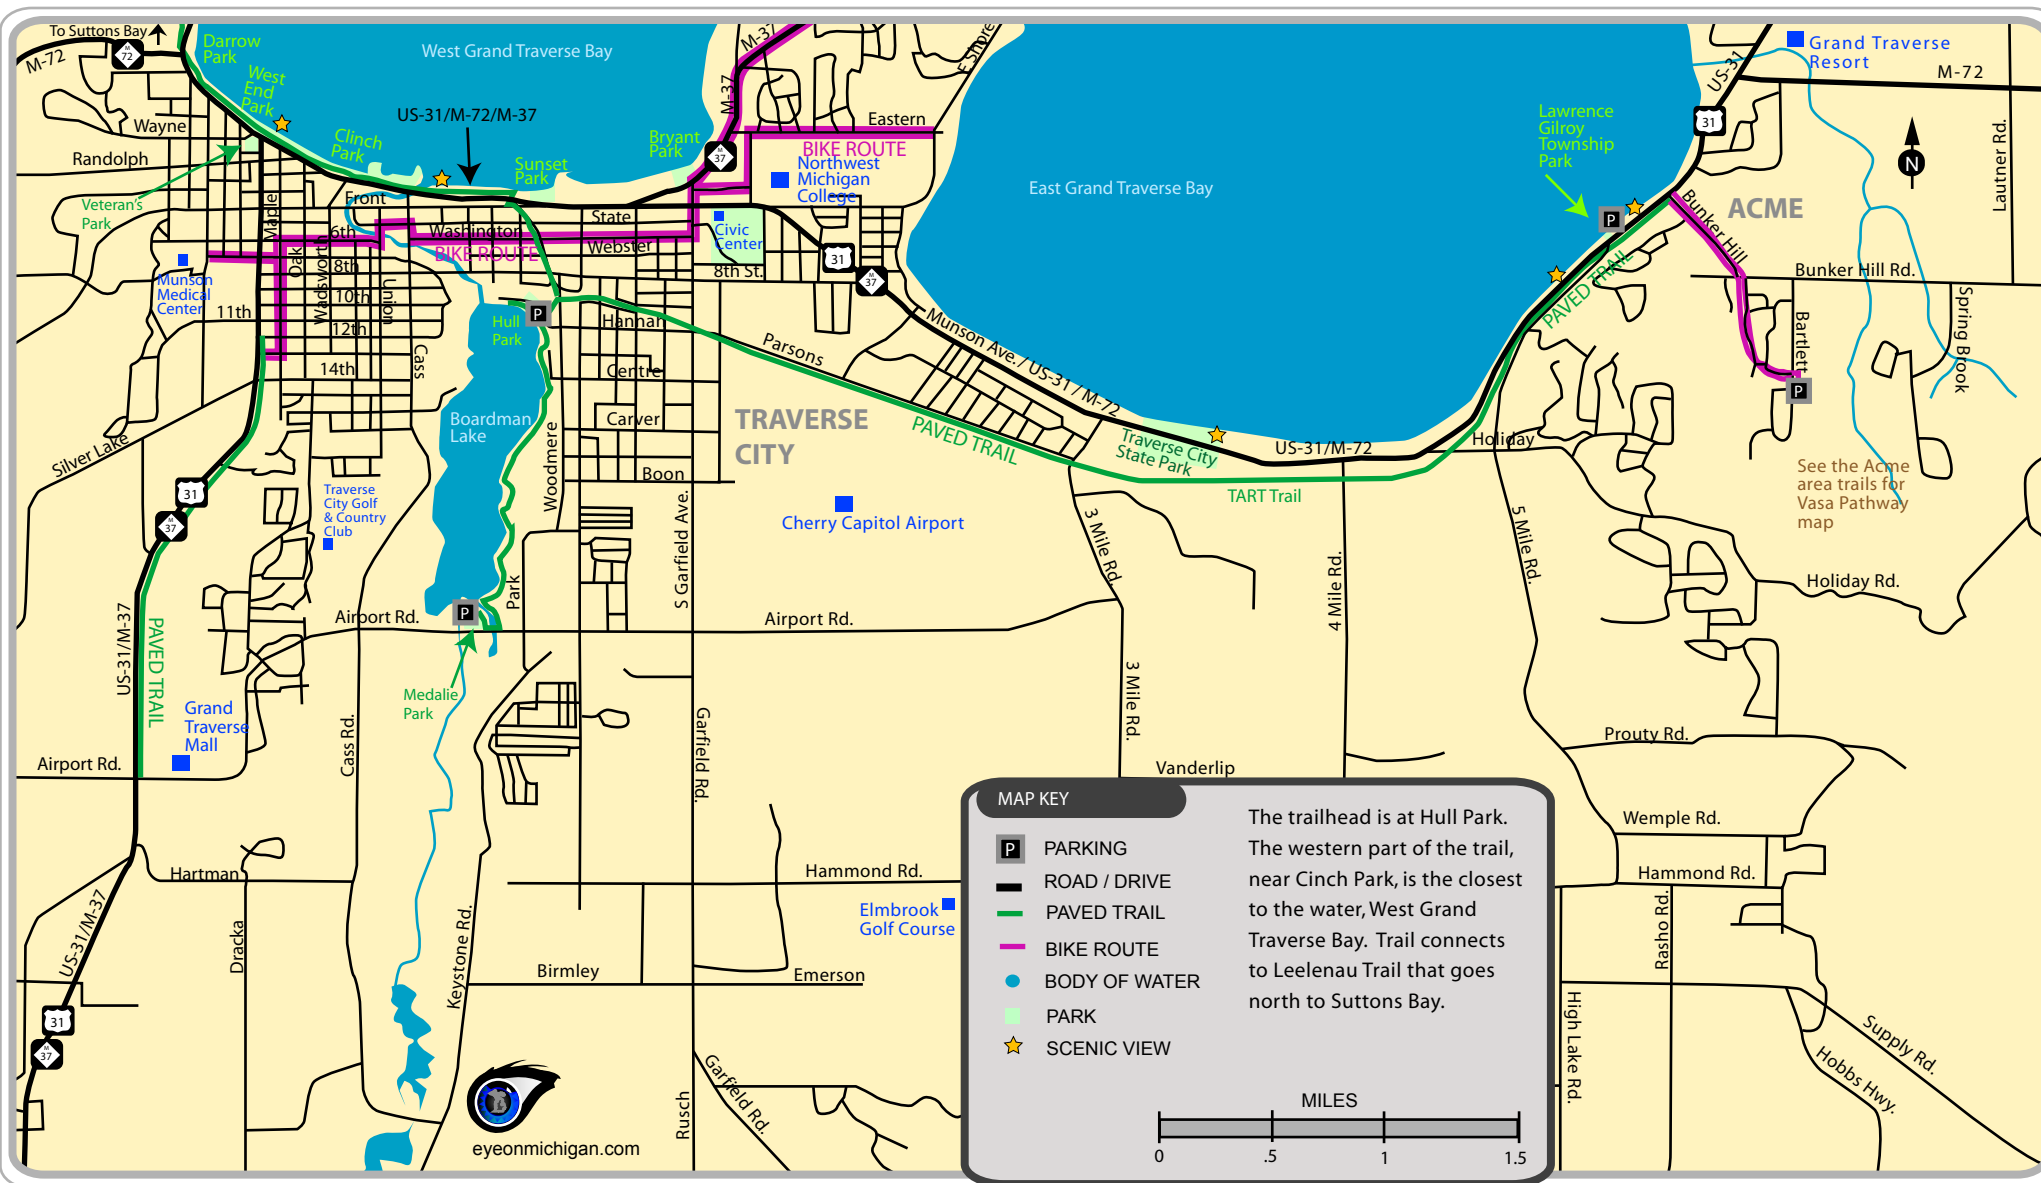 To Suttons Bay
M-72
M
72
Darrow
Park
West
End
Park
West Grand Traverse Bay
US-31/M-72/M-37
M-37
M-37
E Shore
Eastern
BIKE ROUTE
Bryant
Park
M
37
Northwest
Michigan
College
Clinch
Park
Sunset
Park
Wayne
Randolph
Veteran's
Park
Maple
Front
State
Washington
Webster
BIKE ROUTE
Civic
Center
8th St.
6th
8th
10th
11th
12th
14th
Oak
Wadsworth
Union
Cass
Munson
Medical
Center
31
M
37
East Grand Traverse Bay
Lawrence
Gilroy
Township
Park
P
US-31
31
Grand Traverse
Resort
M-72
Lautner Rd.
N
ACME
Bunker Hill
Bunker Hill Rd.
Bartlett
Spring Brook
P
PAVED TRAIL
See the Acme
area trails for
Vasa Pathway
map
Hull
Park
P
Hannah
Centre
Carver
Boon
Woodmere
Parsons
Munson Ave. / US-31 / M-72
TRAVERSE
CITY
PAVED TRAIL
Traverse City
State Park
US-31/M-72
TART Trail
Holiday
Boardman
Lake
Silver Lake
31
M
37
Traverse
City Golf
& Country
Club
Cherry Capitol Airport
S Garfield Ave.
3 Mile Rd.
4 Mile Rd.
5 Mile Rd.
Holiday Rd.
US-31/M-37
PAVED TRAIL
Airport Rd.
P
Park
Airport Rd.
Medalie
Park
Grand
Traverse
Mall
Airport Rd.
Cass Rd.
Garfield Rd.
3 Mile Rd.
Vanderlip
Prouty Rd.
Wemple Rd.
Hammond Rd.
Hartman
Hammond Rd.
Elmbrook
Golf Course
US-31/M-37
Dracka
Keystone Rd.
Birmley
Emerson
Rasho Rd.
High Lake Rd.
Supply Rd.
Hobbs Hwy.
31
M
37
Rusch
Garfield Rd.
eyeonmichigan.com
MAP KEY
P PARKING
ROAD / DRIVE
PAVED TRAIL
BIKE ROUTE
BODY OF WATER
PARK
SCENIC VIEW
The trailhead is at Hull Park.
The western part of the trail,
near Cinch Park, is the closest
to the water, West Grand
Traverse Bay. Trail connects
to Leelenau Trail that goes
north to Suttons Bay.
MILES
0 .5 1 1.5